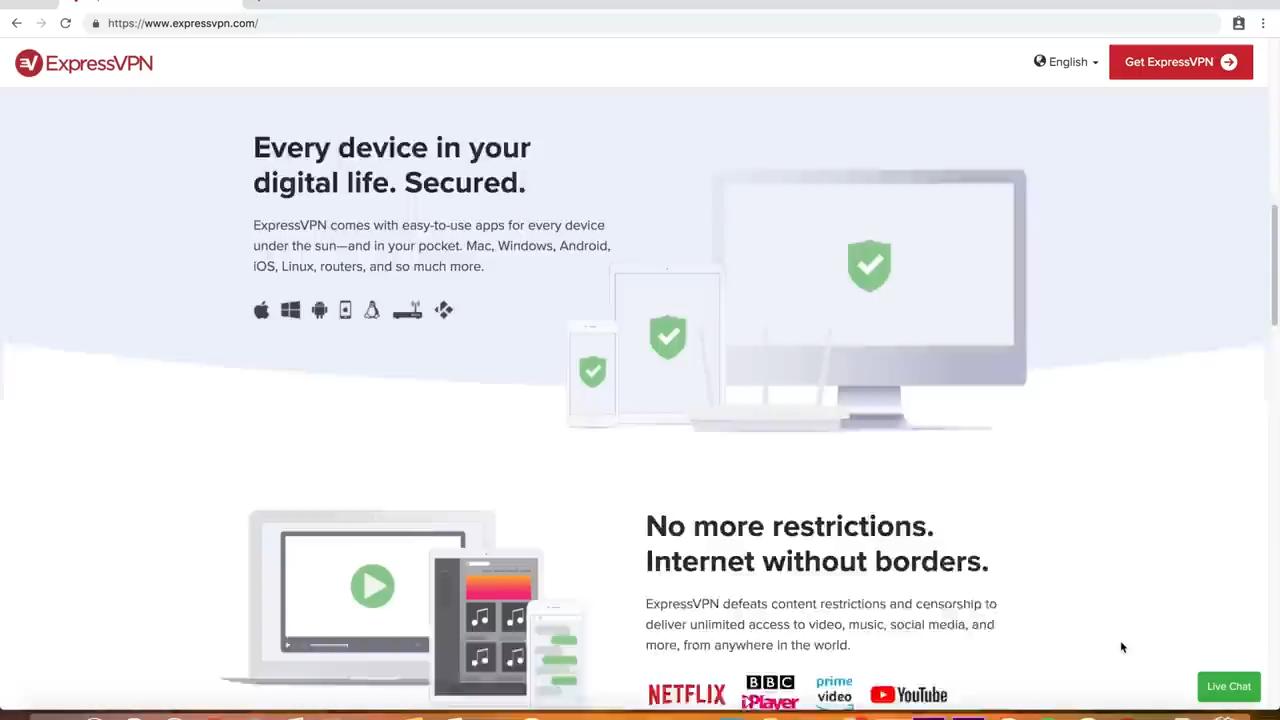 https://www.expressvpn.com/
ExpressVPN
English
Get ExpressVPN
Every device in your
digital life. Secured.
ExpressVPN comes with easy-to-use apps for every device
under the sun—and in your pocket. Mac, Windows, Android,
iOS, Linux, routers, and so much more.
No more restrictions.
Internet without borders.
ExpressVPN defeats content restrictions and censorship to
deliver unlimited access to video, music, social media, and
more, from anywhere in the world.
NETFLIX
BBC
iPlayer
prime
video
YouTube
Live Chat